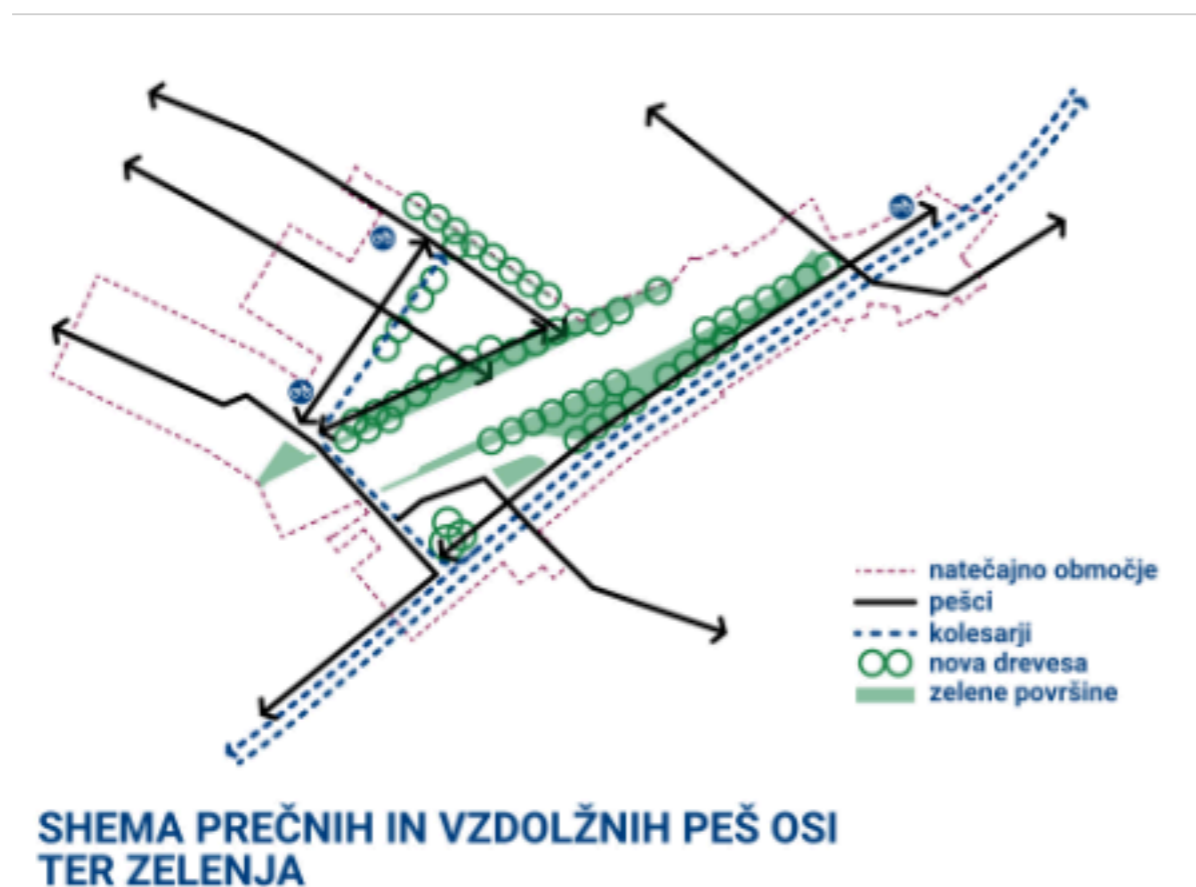 natečajno območje
pešci
kolesarji
nova drevesa
zelene površine
SHEMA PREČNIH IN VZDOLŽNIH PEŠ OSI
TER ZELENJA